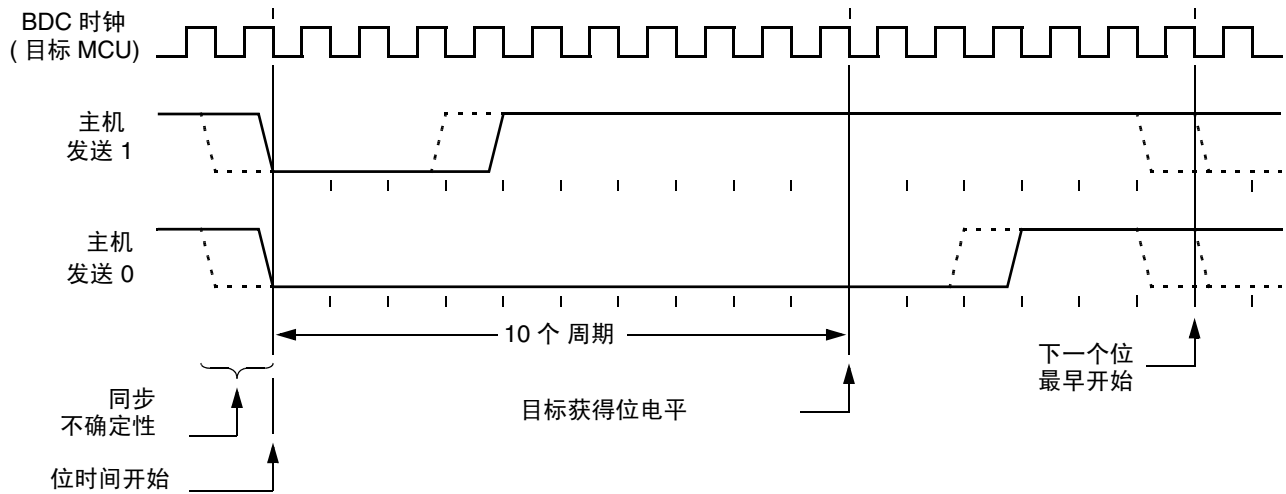 BDC 时钟
( 目标 MCU)
主机
发送 1
主机
发送 0
10 个 周期
下一个位
最早开始
同步
不确定性
目标获得位电平
位时间开始